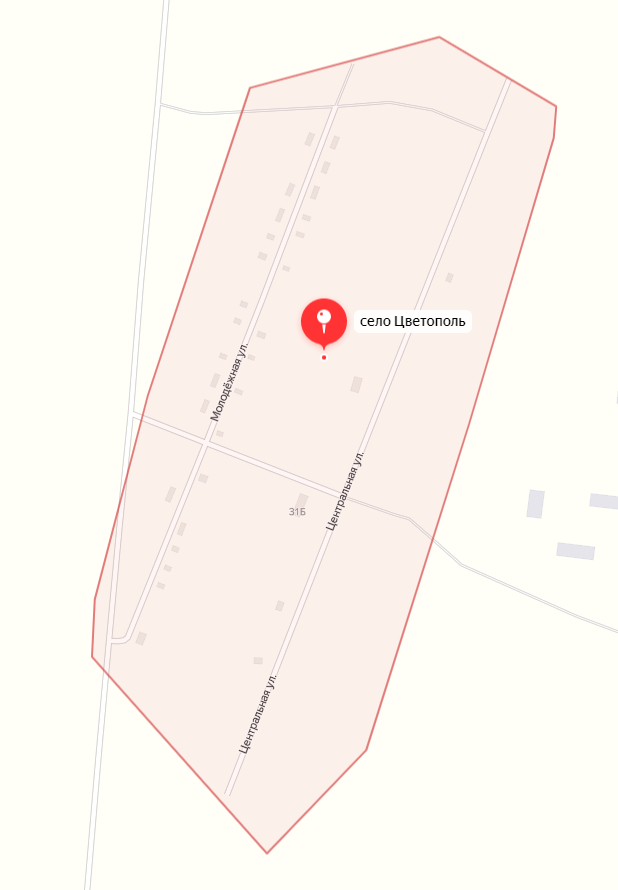 село Цветополь
Молодёжная ул.
Центральная ул.
31Б
Центральная ул.